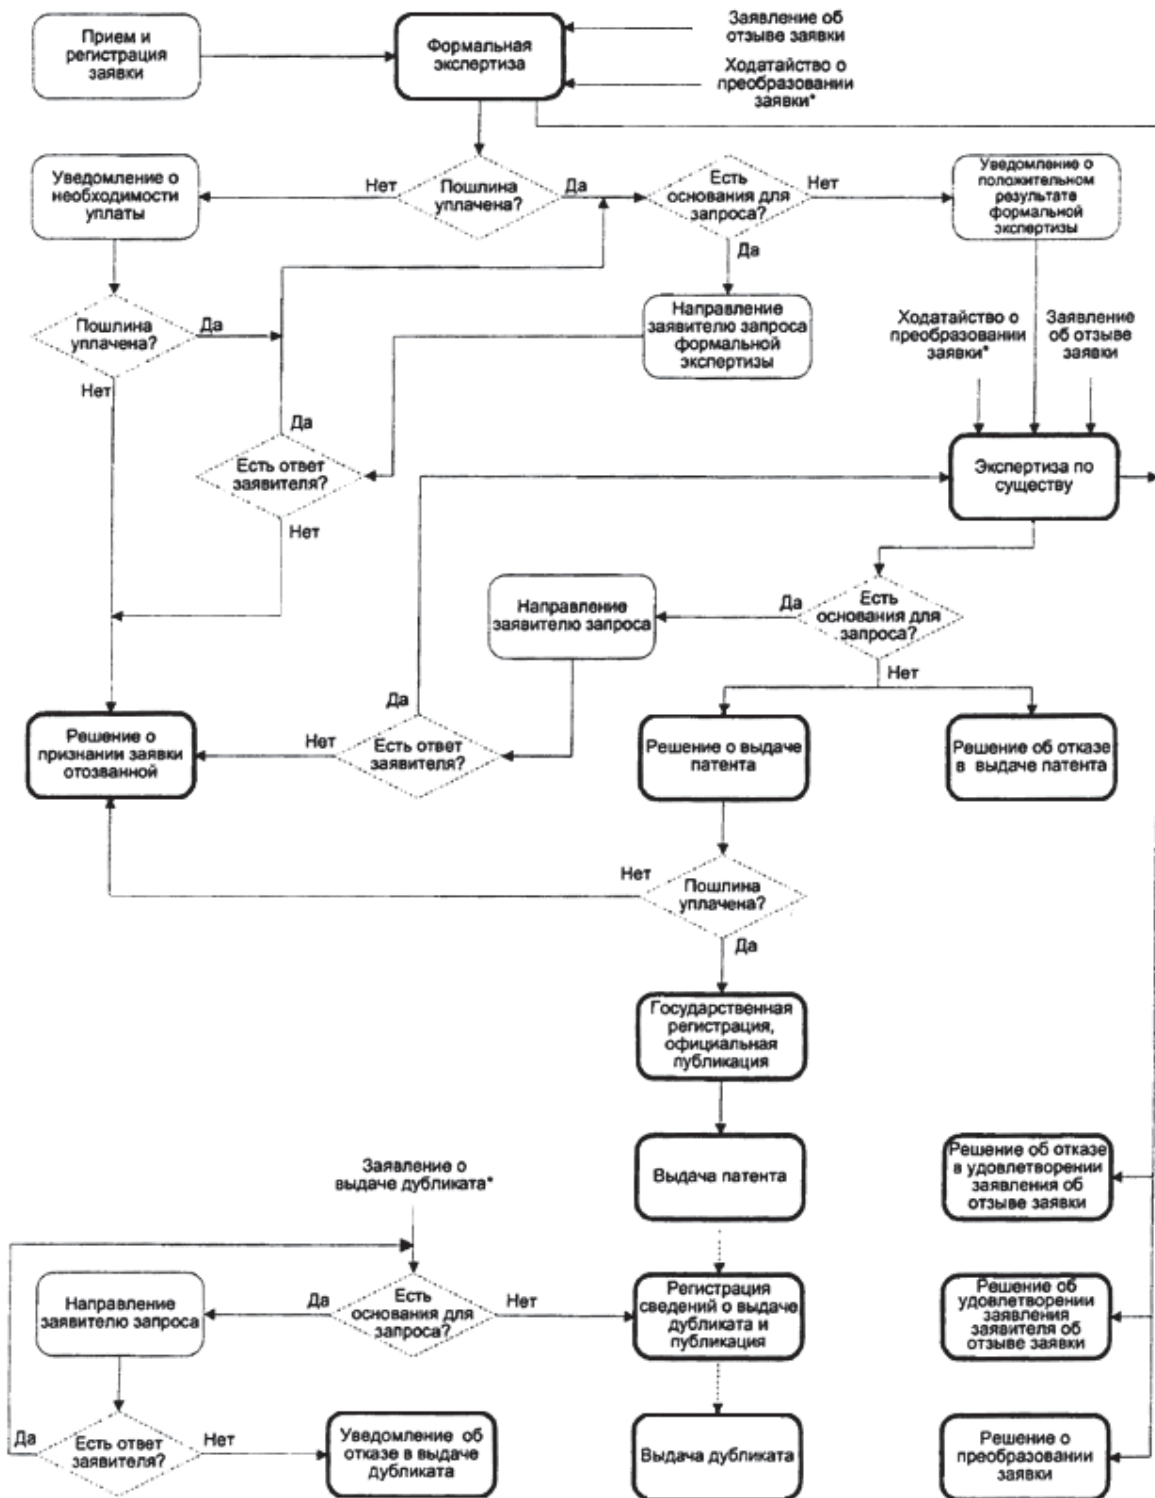 Прием и
регистрация
заявки
Формальная
экспертиза
Заявление об
отзыве заявки
Ходатайство о
преобразовании
заявки*
Уведомление о
необходимости
уплаты
Нет
Пошлина
уплачена?
Да
Есть
основания для
запроса?
Нет
Уведомление о
положительном
результате
формальной
экспертизы
Да
Пошлина
уплачена?
Да
Нет
Направление
заявителю запроса
формальной
экспертизы
Ходатайство о
преобразовании
заявки*
Заявление
об отзыве
заявки
Да
Есть ответ
заявителя?
Нет
Экспертиза по
существу
Направление
заявителю запроса
Да
Есть
основания для
запроса?
Нет
Да
Решение о
признании заявки
отозванной
Нет
Есть ответ
заявителя?
Решение о выдаче
патента
Решение об отказе
в выдаче патента
Нет
Пошлина
уплачена?
Да
Государственная
регистрация,
официальная
публикация
Заявление о
выдаче дубликата*
Выдача патента
Решение об отказе
в удовлетворении
заявления об
отзыве заявки
Направление
заявителю запроса
Да
Есть
основания для
запроса?
Нет
Регистрация
сведений о выдаче
дубликата и
публикация
Решение об
удовлетворении
заявления
заявителя об
отзыве заявки
Да
Есть ответ
заявителя?
Нет
Уведомление об
отказе в выдаче
дубликата
Выдача дубликата
Решение о
преобразовании
заявки